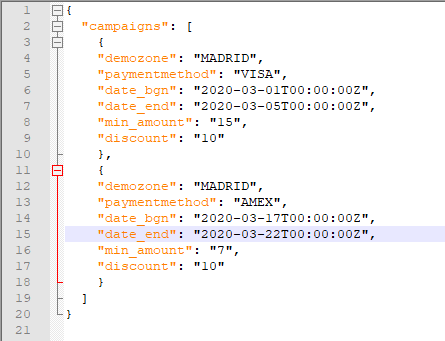 1 {
2 "campaigns": [
3 {
4 "demozone": "MADRID",
5 "paymentmethod": "VISA",
6 "date_bgn": "2020-03-01T00:00:00Z",
7 "date_end": "2020-03-05T00:00:00Z",
8 "min_amount": "15",
9 "discount": "10"
10 },
11 {
12 "demozone": "MADRID",
13 "paymentmethod": "AMEX",
14 "date_bgn": "2020-03-17T00:00:00Z",
15 "date_end": "2020-03-22T00:00:00Z",
16 "min_amount": "7",
17 "discount": "10"
18 }
19 ]
20 }
21